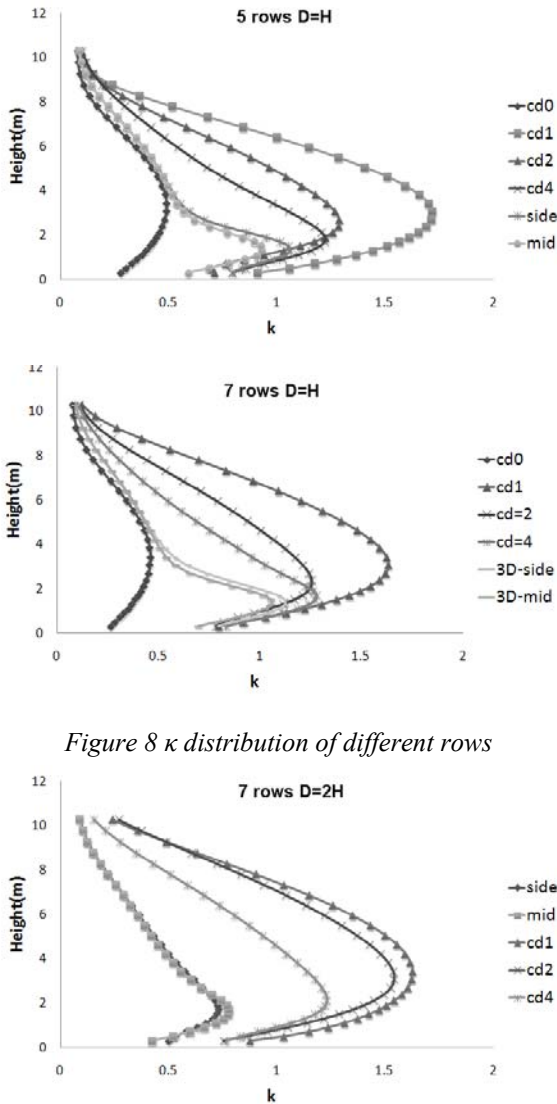 5 rows D=H
12
10
8
6
4
2
0
Height(m)
0
0.5
1
1.5
2
k
cd0
cd1
cd2
cd4
side
mid
7 rows D=H
12
10
8
6
4
2
0
Height(m)
0
0.5
1
1.5
2
k
cd0
cd1
cd=2
cd=4
3D-side
3D-mid
Figure 8 κ distribution of different rows
7 rows D=2H
12
10
8
6
4
2
0
Height(m)
0
0.5
1
1.5
2
k
side
mid
cd1
cd2
cd4